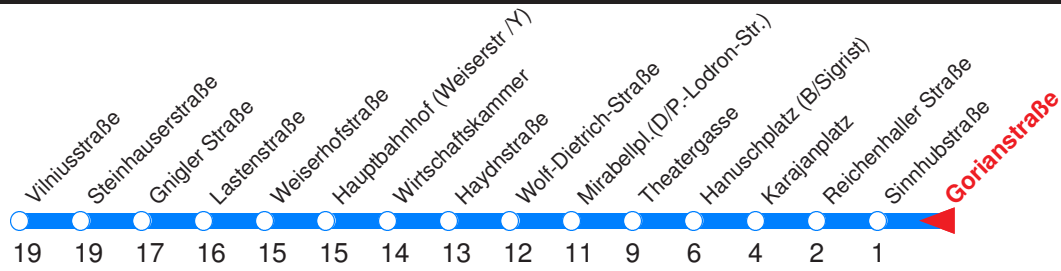 Viliniusstraße
Steinhauserstraße
Gnigler Straße
Lastenstraße
Weiserhofstraße
Hauptbahnhof (Weiserstr /Y)
Wirtschaftskammer
Haydnstraße
Wolf-Dietrich-Straße
Mirabellpl.(D/P.-Lodron-Str.)
Theatergasse
Hanuschplatz (B/Sigrist)
Karajanplatz
Reichenhaller Straße
Sinnhubstraße
Gorianstraße
19 19 17 16 15 15 14 13 12 11 9 6 4 2 1